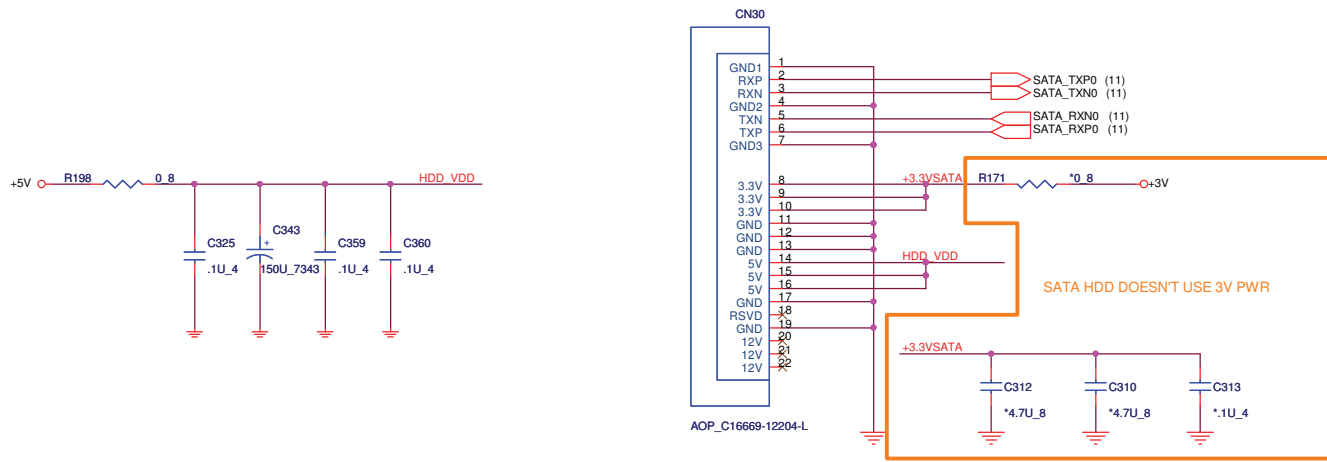 CN30
GND1 1
RXP 2 SATA_TXP0 (11)
RXN 3 SATA_TXN0 (11)
GND2 4
TXN 5 SATA_RXN0 (11)
TXP 6 SATA_RXP0 (11)
GND3 7
+5V R198 0_8 HDD_VDD
3.3V 8 +3.3VSATA R171 *0_8 +3V
3.3V 9
3.3V 10
GND 11
GND 12
GND 13
5V 14 HDD_VDD
5V 15
5V 16
GND 17
RSVD 18
GND 19
12V 20
12V 21
12V 22
C325 C343 + C359 C360
.1U_4 150U_7343 .1U_4 .1U_4
SATA HDD DOESN'T USE 3V PWR
+3.3VSATA
C312 C310 C313
*4.7U_8 *4.7U_8 *.1U_4
AOP_C16669-12204-L